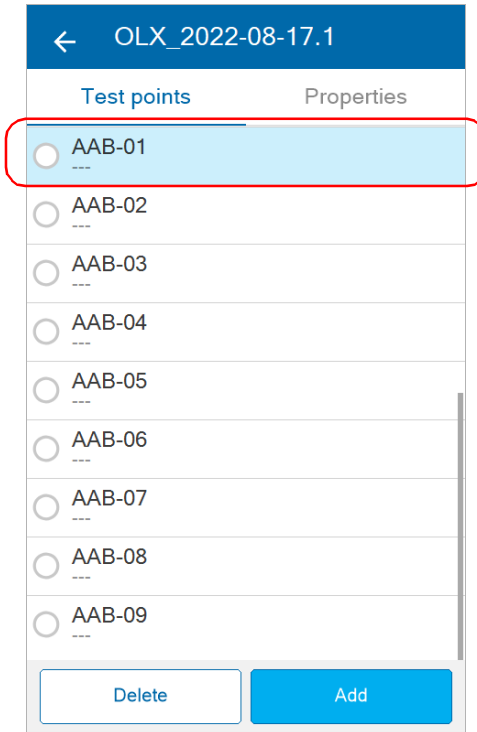 OLX_2022-08-17.1
Test points Properties
AAB-01
---
AAB-02
---
AAB-03
---
AAB-04
---
AAB-05
---
AAB-06
---
AAB-07
---
AAB-08
---
AAB-09
---
Delete Add